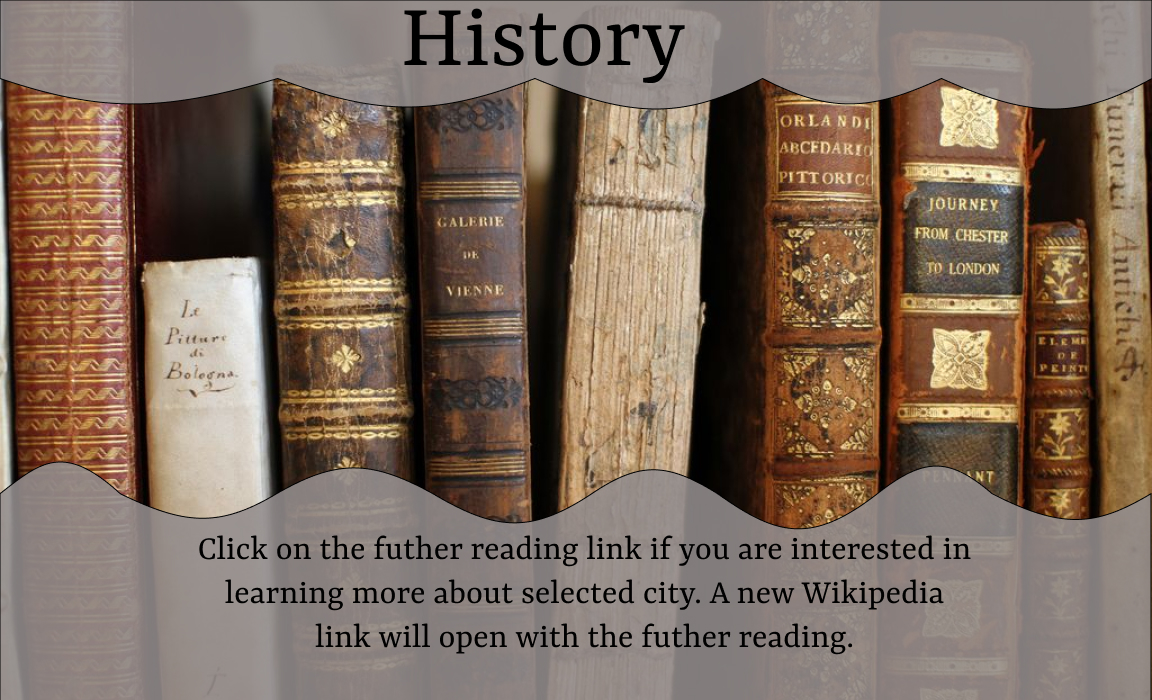 History
Le
Pitture
di
Bologna
GALERIE
DE
VIENNE
ORLANDI
ABCEDARIO
PITTORICO
JOURNEY
FROM CHESTER
TO LONDON
ELEME
DE
PEINT
Antichi
Click on the futher reading link if you are interested in
learning more about selected city. A new Wikipedia
link will open with the futher reading.